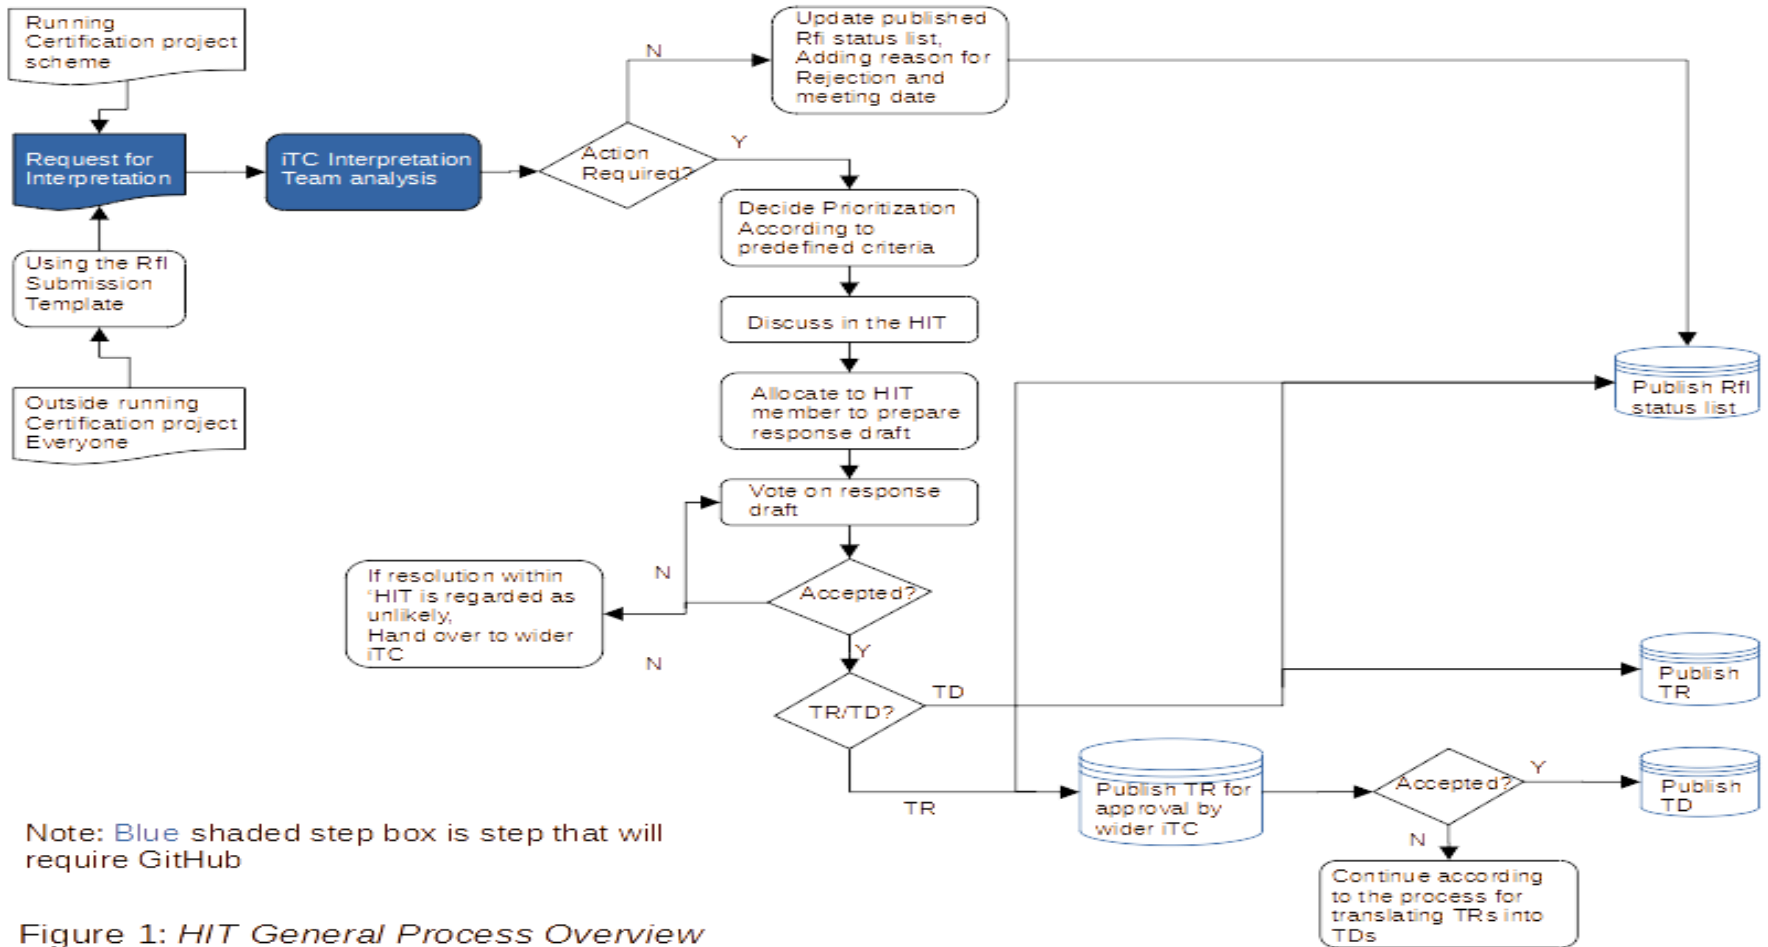 Running
Certification project
scheme
Request for
Interpretation
Using the RfI
Submission
Template
Outside running
Certification project
Everyone
iTC Interpretation
Team analysis
Action
Required?
N
Update published
Rfi status list,
Adding reason for
Rejection and
meeting date
Y
Decide Prioritization
According to
predefined criteria
Discuss in the HIT
Allocate to HIT
member to prepare
response draft
Vote on response
draft
Accepted?
N
If resolution within
‘HIT is regarded as
unlikely,
Hand over to wider
iTC
N
Y
TR/TD?
TD
TR
Publish RfI
status list
Publish
TR
Publish TR for
approval by
wider iTC
Accepted?
Y
Publish
TD
N
Continue according
to the process for
translating TRs into
TDs
Note: Blue shaded step box is step that will
require GitHub
Figure 1: HIT General Process Overview